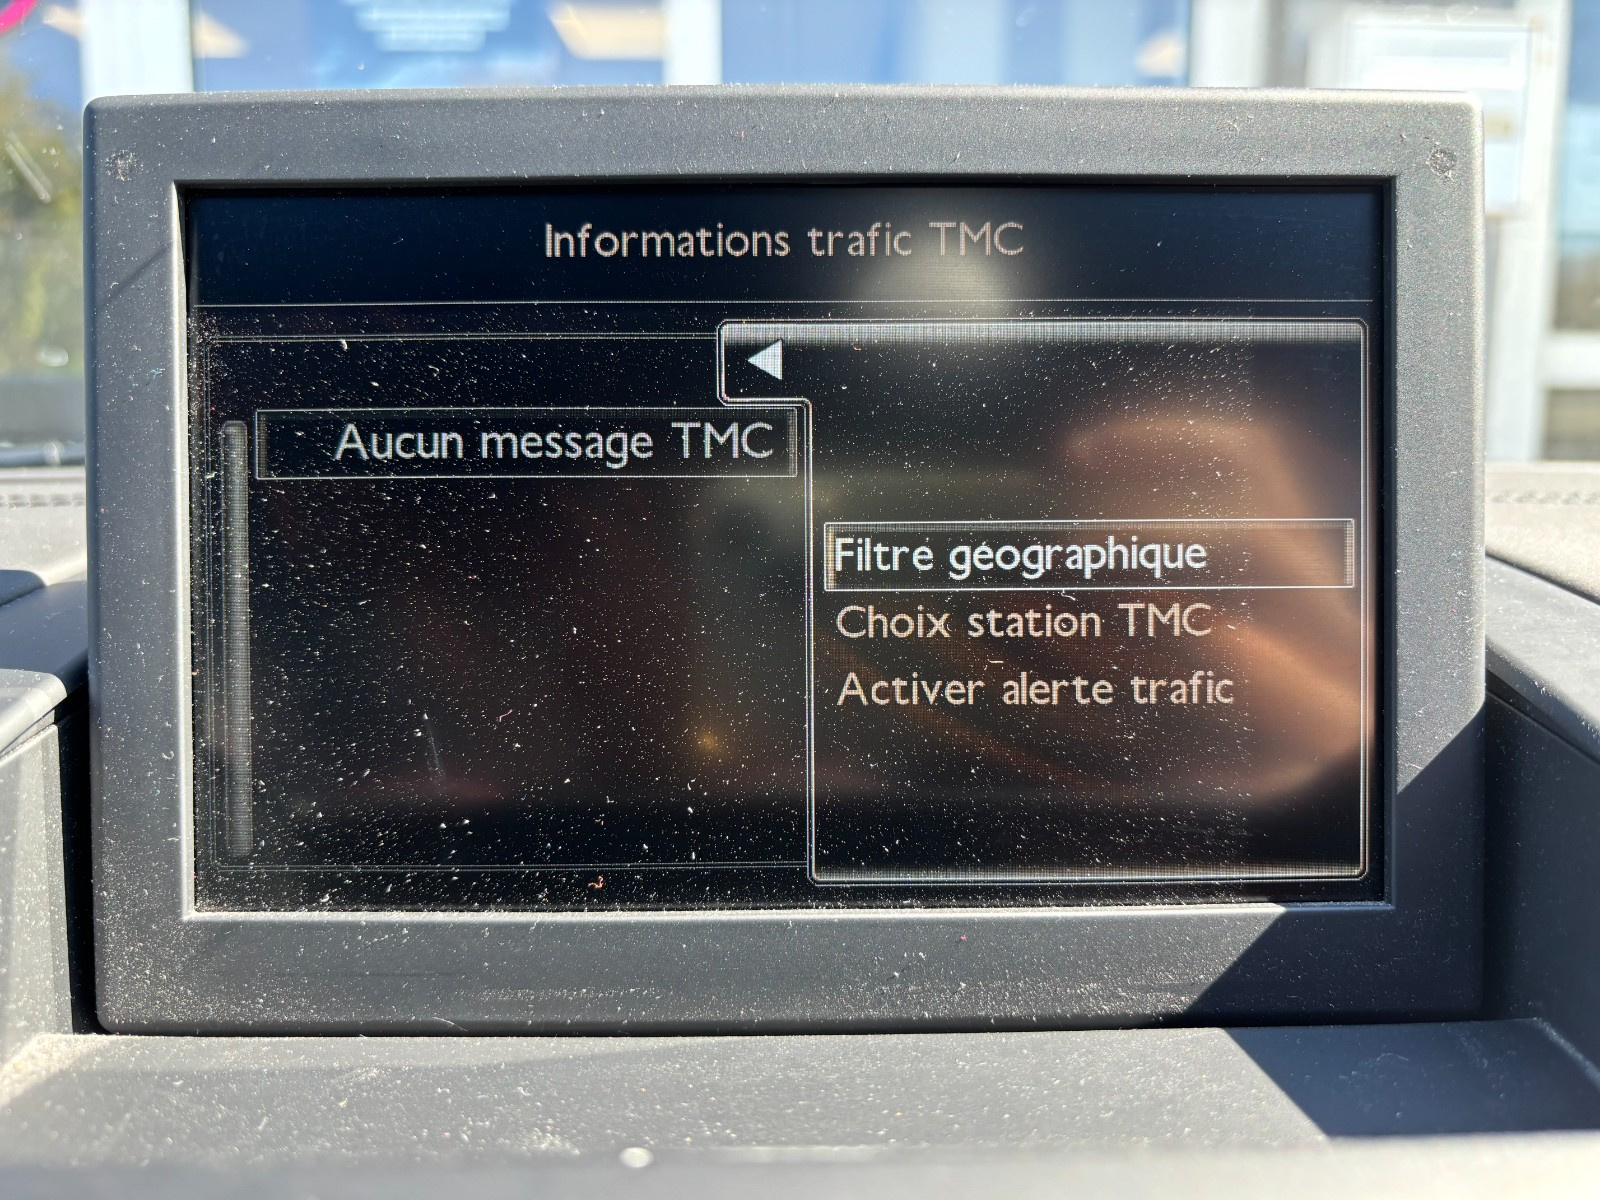 Informations trafic TMC
Aucun message TMC
Filtre géographique
Choix station TMC
Activer alerte trafic